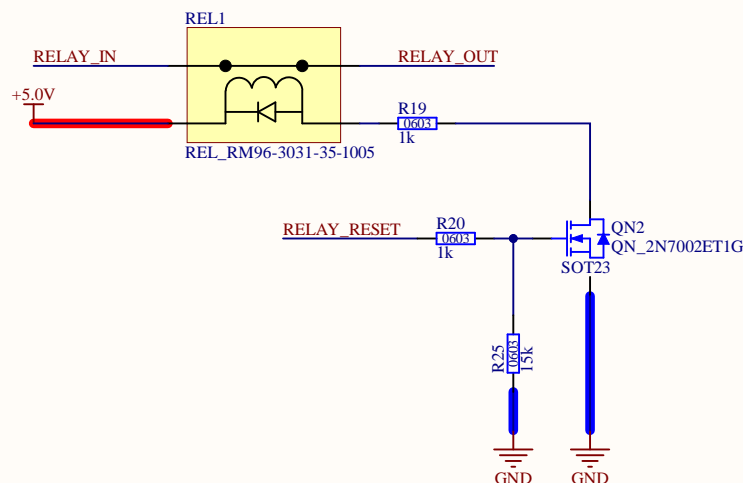 REL1
RELAY_IN
RELAY_OUT
+5.0V
R19
0603
1k
REL_RM96-3031-35-1005
RELAY_RESET
R20
0603
1k
QN2
QN_2N7002ET1G
SOT23
R25
0603
15k
GND
GND